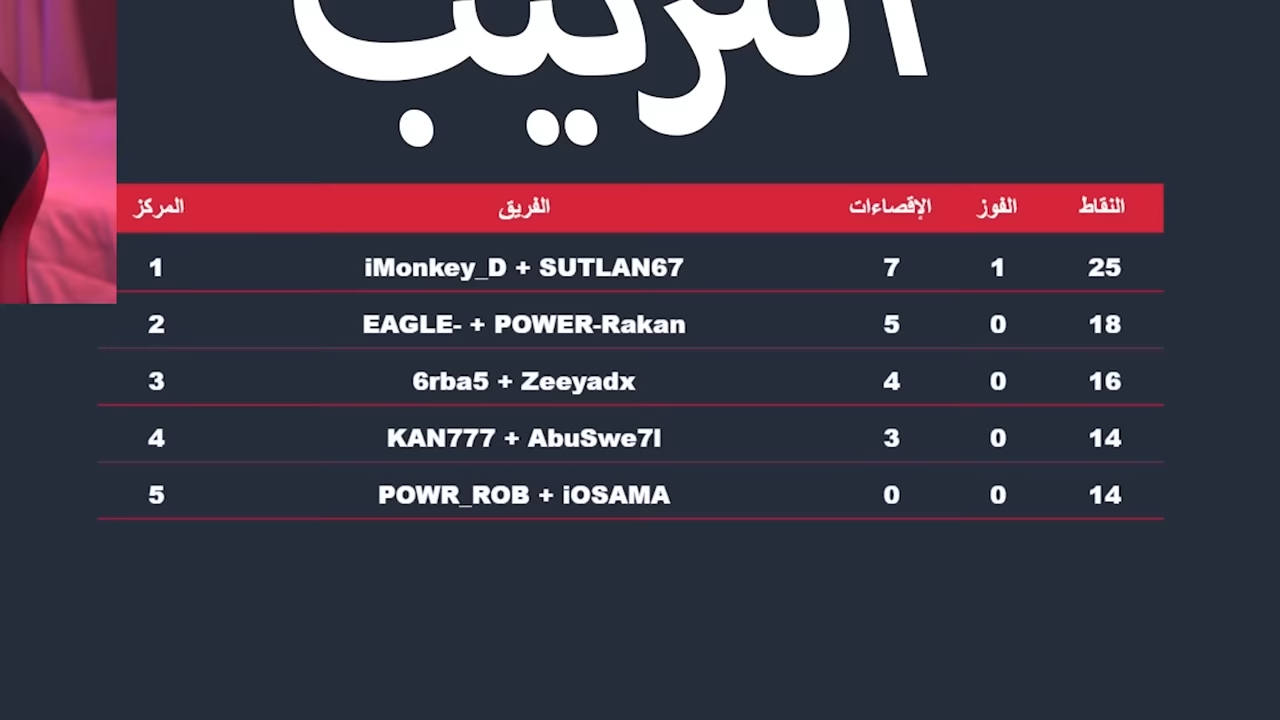 الترتيب
المركز الفريق الإقصاءات الفوز النقاط
1 iMonkey_D + SUTLAN67 7 1 25
2 EAGLE- + POWER-Rakan 5 0 18
3 6rba5 + Zeeyadx 4 0 16
4 KAN777 + AbuSwe7l 3 0 14
5 POWR_ROB + iOSAMA 0 0 14